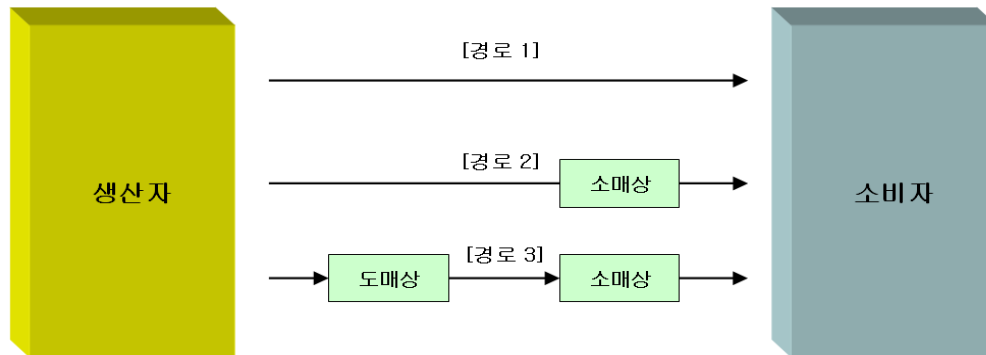 [경로 1]
[경로 2]
생산자
소매상
소비자
[경로 3]
도매상
소매상